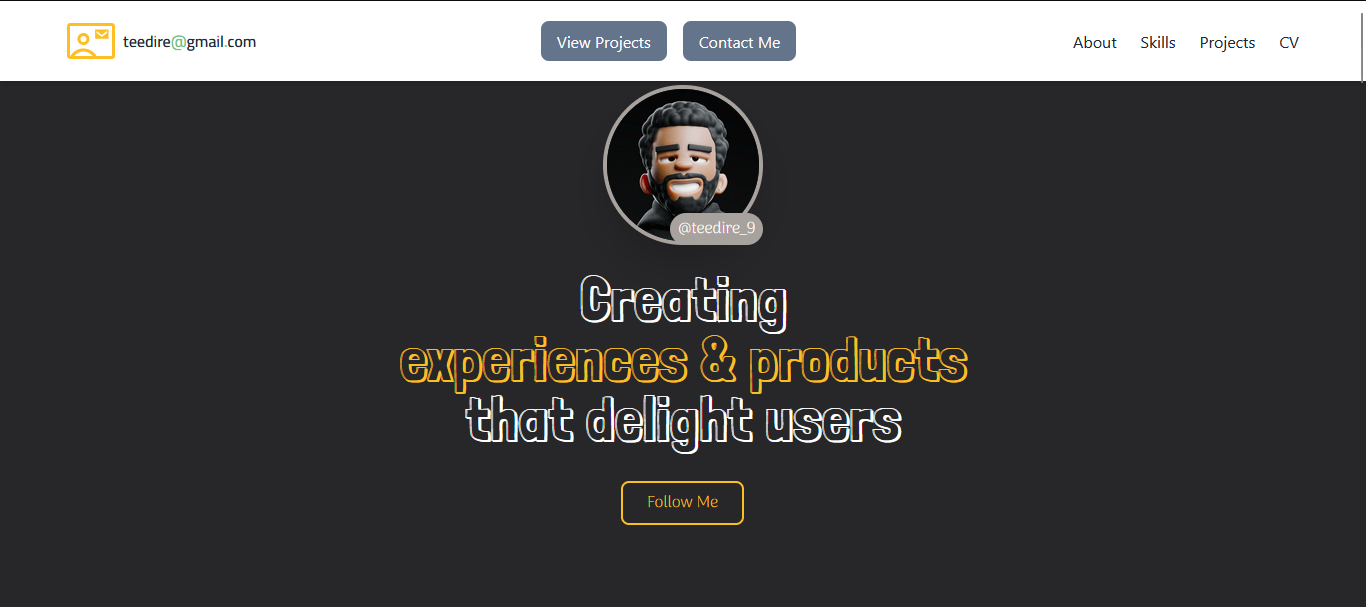 teedire@gmail.com
View Projects
Contact Me
About
Skills
Projects
CV
@teedire_9
Creating
experiences & products
that delight users
Follow Me